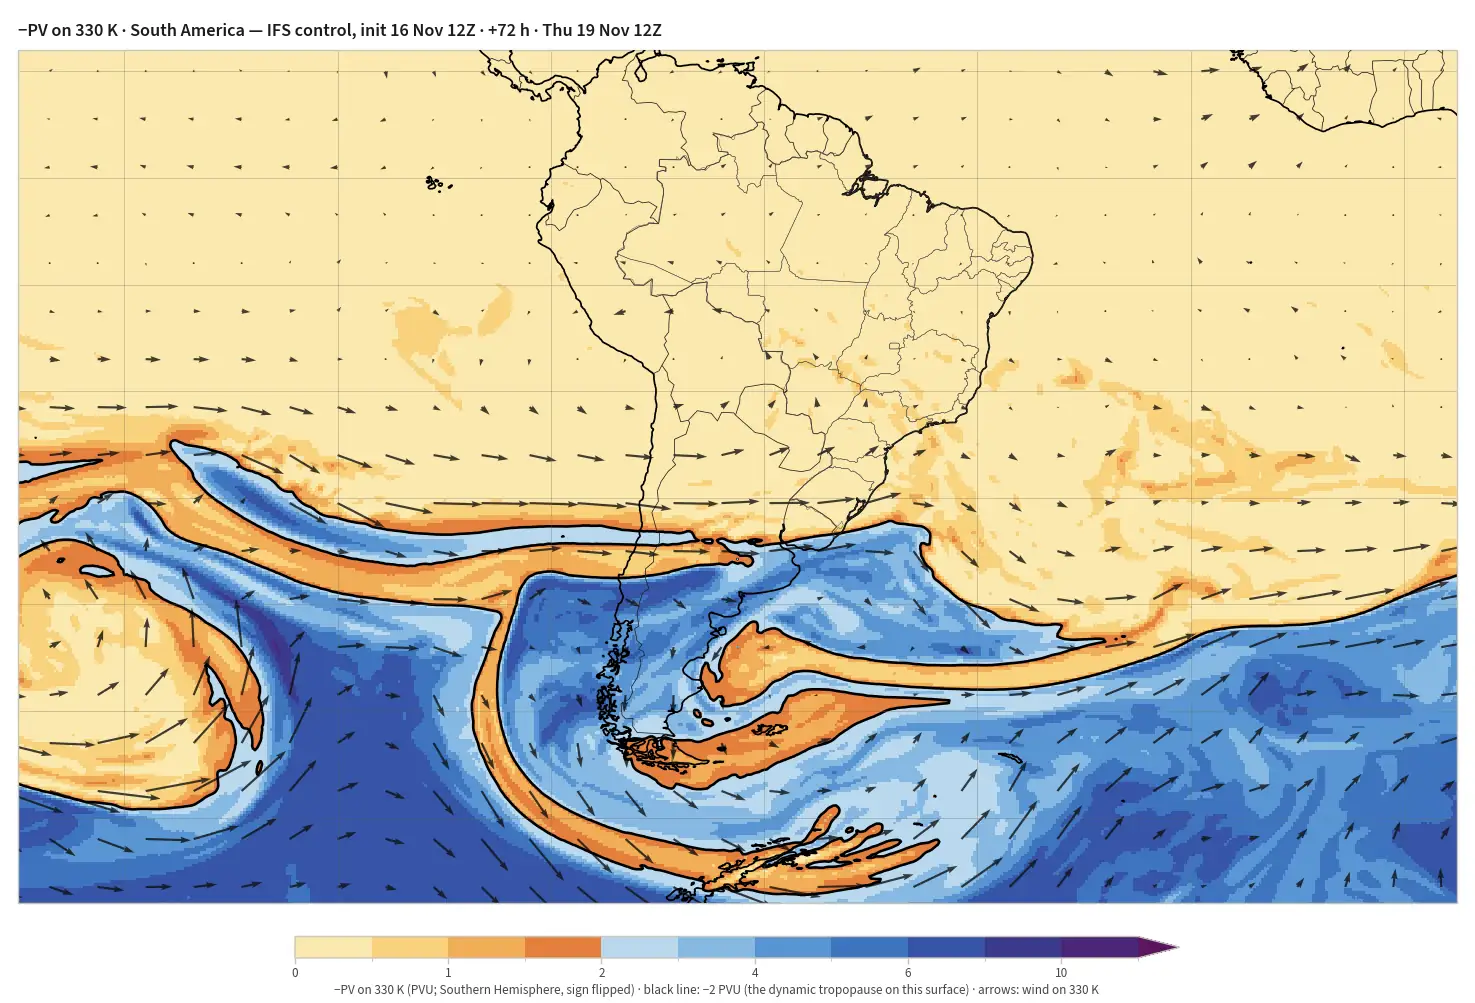 −PV on 330 K · South America — IFS control, init 16 Nov 12Z · +72 h · Thu 19 Nov 12Z
0 1 2 4 6 10
−PV on 330 K (PVU; Southern Hemisphere, sign flipped) · black line: −2 PVU (the dynamic tropopause on this surface) · arrows: wind on 330 K